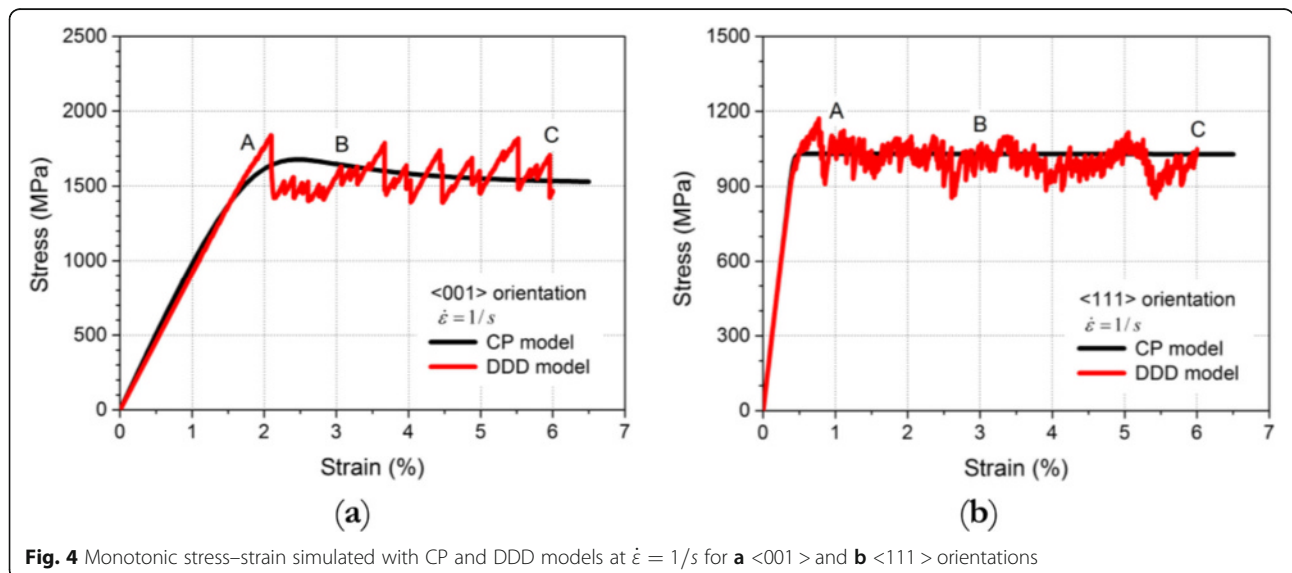 2500
2000
1500
1000
500
0
Stress (MPa)
A
B
C
<001> orientation
ε̇ = 1/s
CP model
DDD model
0 1 2 3 4 5 6 7
Strain (%)
(a)
1500
1200
900
600
300
0
Stress (MPa)
A
B
C
<111> orientation
ε̇ = 1/s
CP model
DDD model
0 1 2 3 4 5 6 7
Strain (%)
(b)
Fig. 4 Monotonic stress–strain simulated with CP and DDD models at ε̇ = 1/s for a <001 > and b <111 > orientations